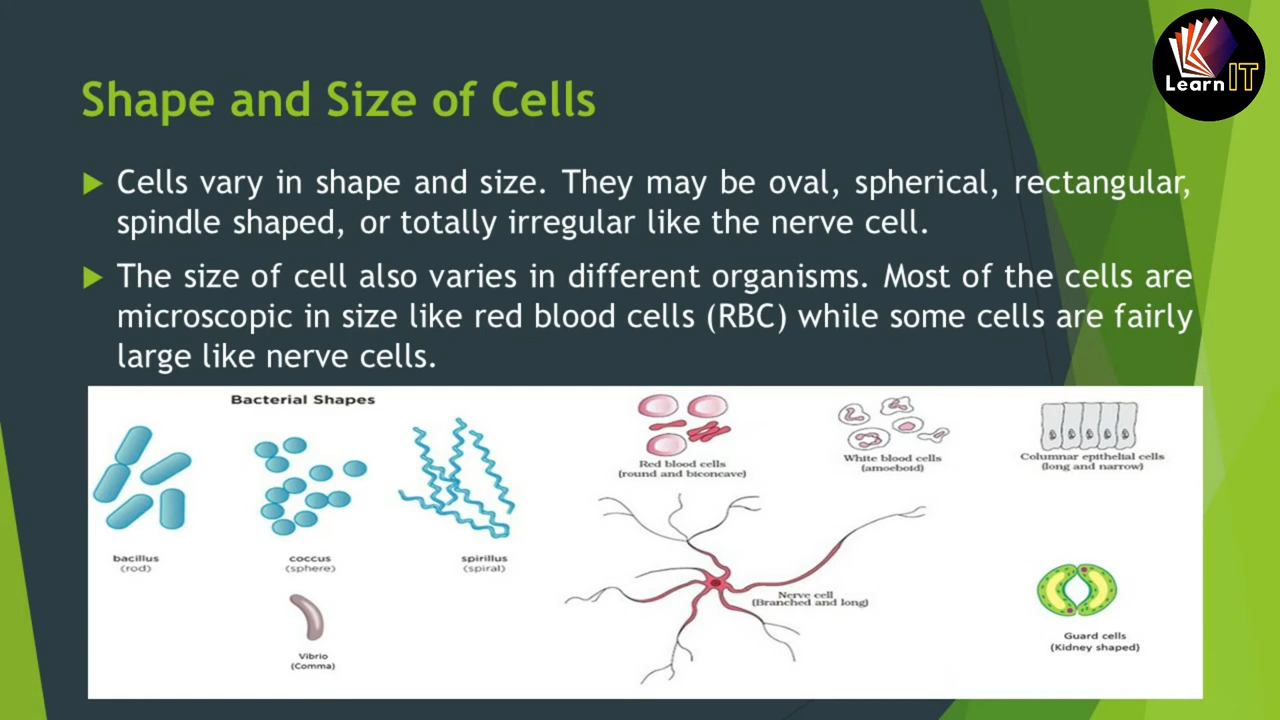 Learn IT
Shape and Size of Cells
Cells vary in shape and size. They may be oval, spherical, rectangular,
spindle shaped, or totally irregular like the nerve cell.
The size of cell also varies in different organisms. Most of the cells are
microscopic in size like red blood cells (RBC) while some cells are fairly
large like nerve cells.
Bacterial Shapes
bacillus
(rod)
coccus
(sphere)
spirillus
(spiral)
Vibrio
(Comma)
Red blood cells
(round and biconcave)
White blood cells
(amoeboid)
Columnar epithelial cells
(long and narrow)
Nerve cell
(Branched and long)
Guard cells
(Kidney shaped)